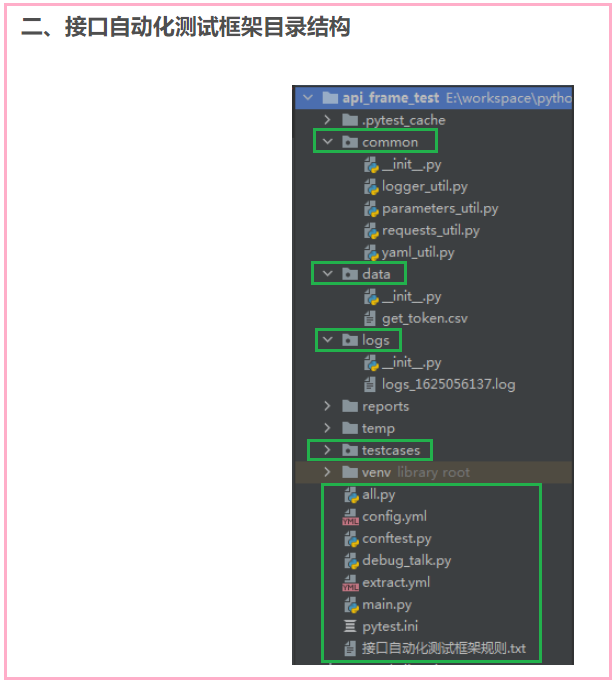 二、接口自动化测试框架目录结构
api_frame_test E:\workspace\pytho
.pytest_cache
common
__init__.py
logger_util.py
parameters_util.py
requests_util.py
yaml_util.py
data
__init__.py
get_token.csv
logs
__init__.py
logs_1625056137.log
reports
temp
testcases
venv library root
all.py
config.yml
conftest.py
debug_talk.py
extract.yml
main.py
pytest.ini
接口自动化测试框架规则.txt